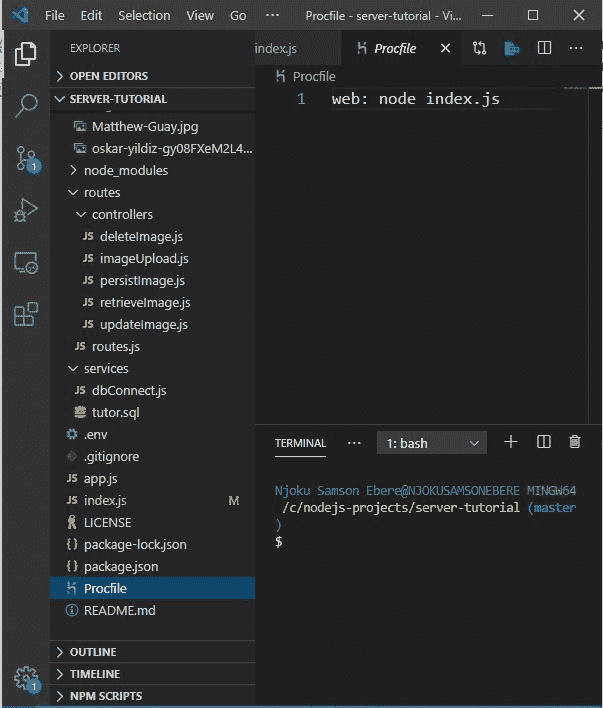 File Edit Selection View Go ··· Procfile - server-tutorial - Vi...
EXPLORER
index.js
Procfile
OPEN EDITORS
SERVER-TUTORIAL
Procfile
1 web: node index.js
Matthew-Guay.jpg
oskar-yildiz-gy08FXeM2L4...
node_modules
routes
controllers
JS deleteImage.js
JS imageUpload.js
JS persistImage.js
JS retrieveImage.js
JS updateImage.js
JS routes.js
services
JS dbConnect.js
tutor.sql
.env
.gitignore
JS app.js
JS index.js M
LICENSE
{} package-lock.json
{} package.json
Procfile
README.md
OUTLINE
TIMELINE
NPM SCRIPTS
1
1
TERMINAL ··· 1: bash
Njoku Samson Ebere@NJOKUSAMSONEBERE MINGW64
/c/nodejs-projects/server-tutorial (master
)
$